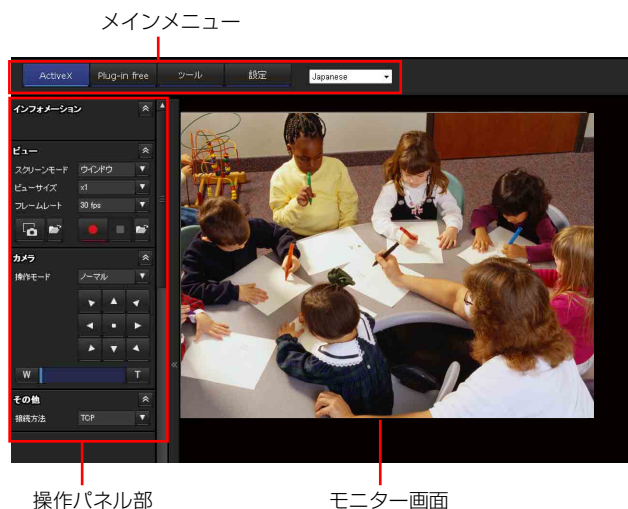 メインメニュー
ActiveX Plug-in free ツール 設定 Japanese
インフォメーション
ビュー
スクリーンモード ウインドウ
ビューサイズ x1
フレームレート 30 fps
カメラ
操作モード ノーマル
W T
その他
接続方法 TCP
操作パネル部 モニター画面